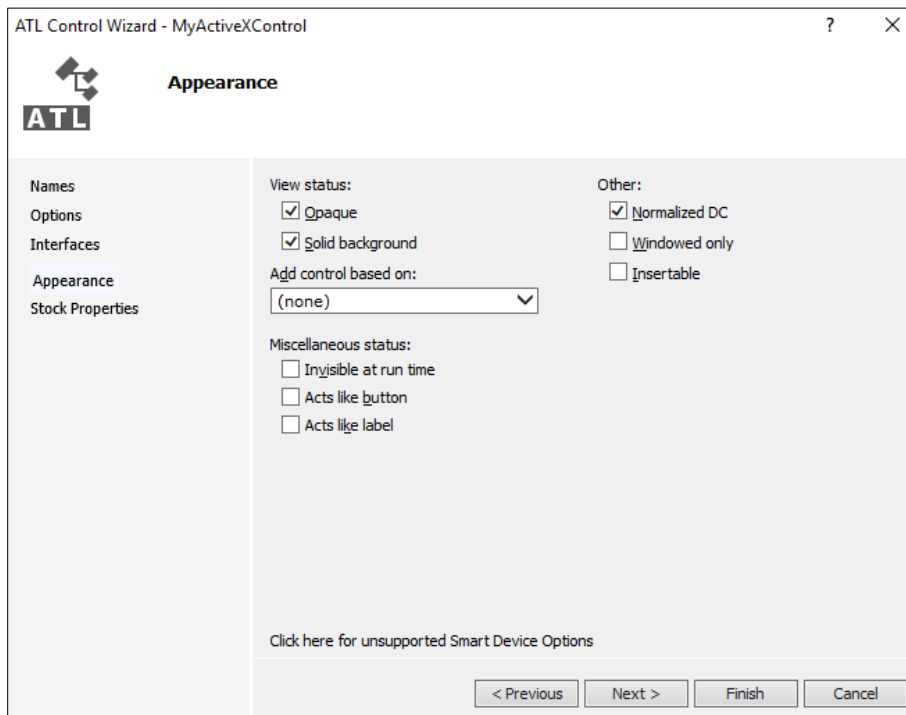 ATL Control Wizard - MyActiveXControl
?
ATL
Appearance
Names
Options
Interfaces
Appearance
Stock Properties
View status:
Opaque
Solid background
Add control based on:
(none)
Miscellaneous status:
Invisible at run time
Acts like button
Acts like label
Other:
Normalized DC
Windowed only
Insertable
Click here for unsupported Smart Device Options
< Previous
Next >
Finish
Cancel